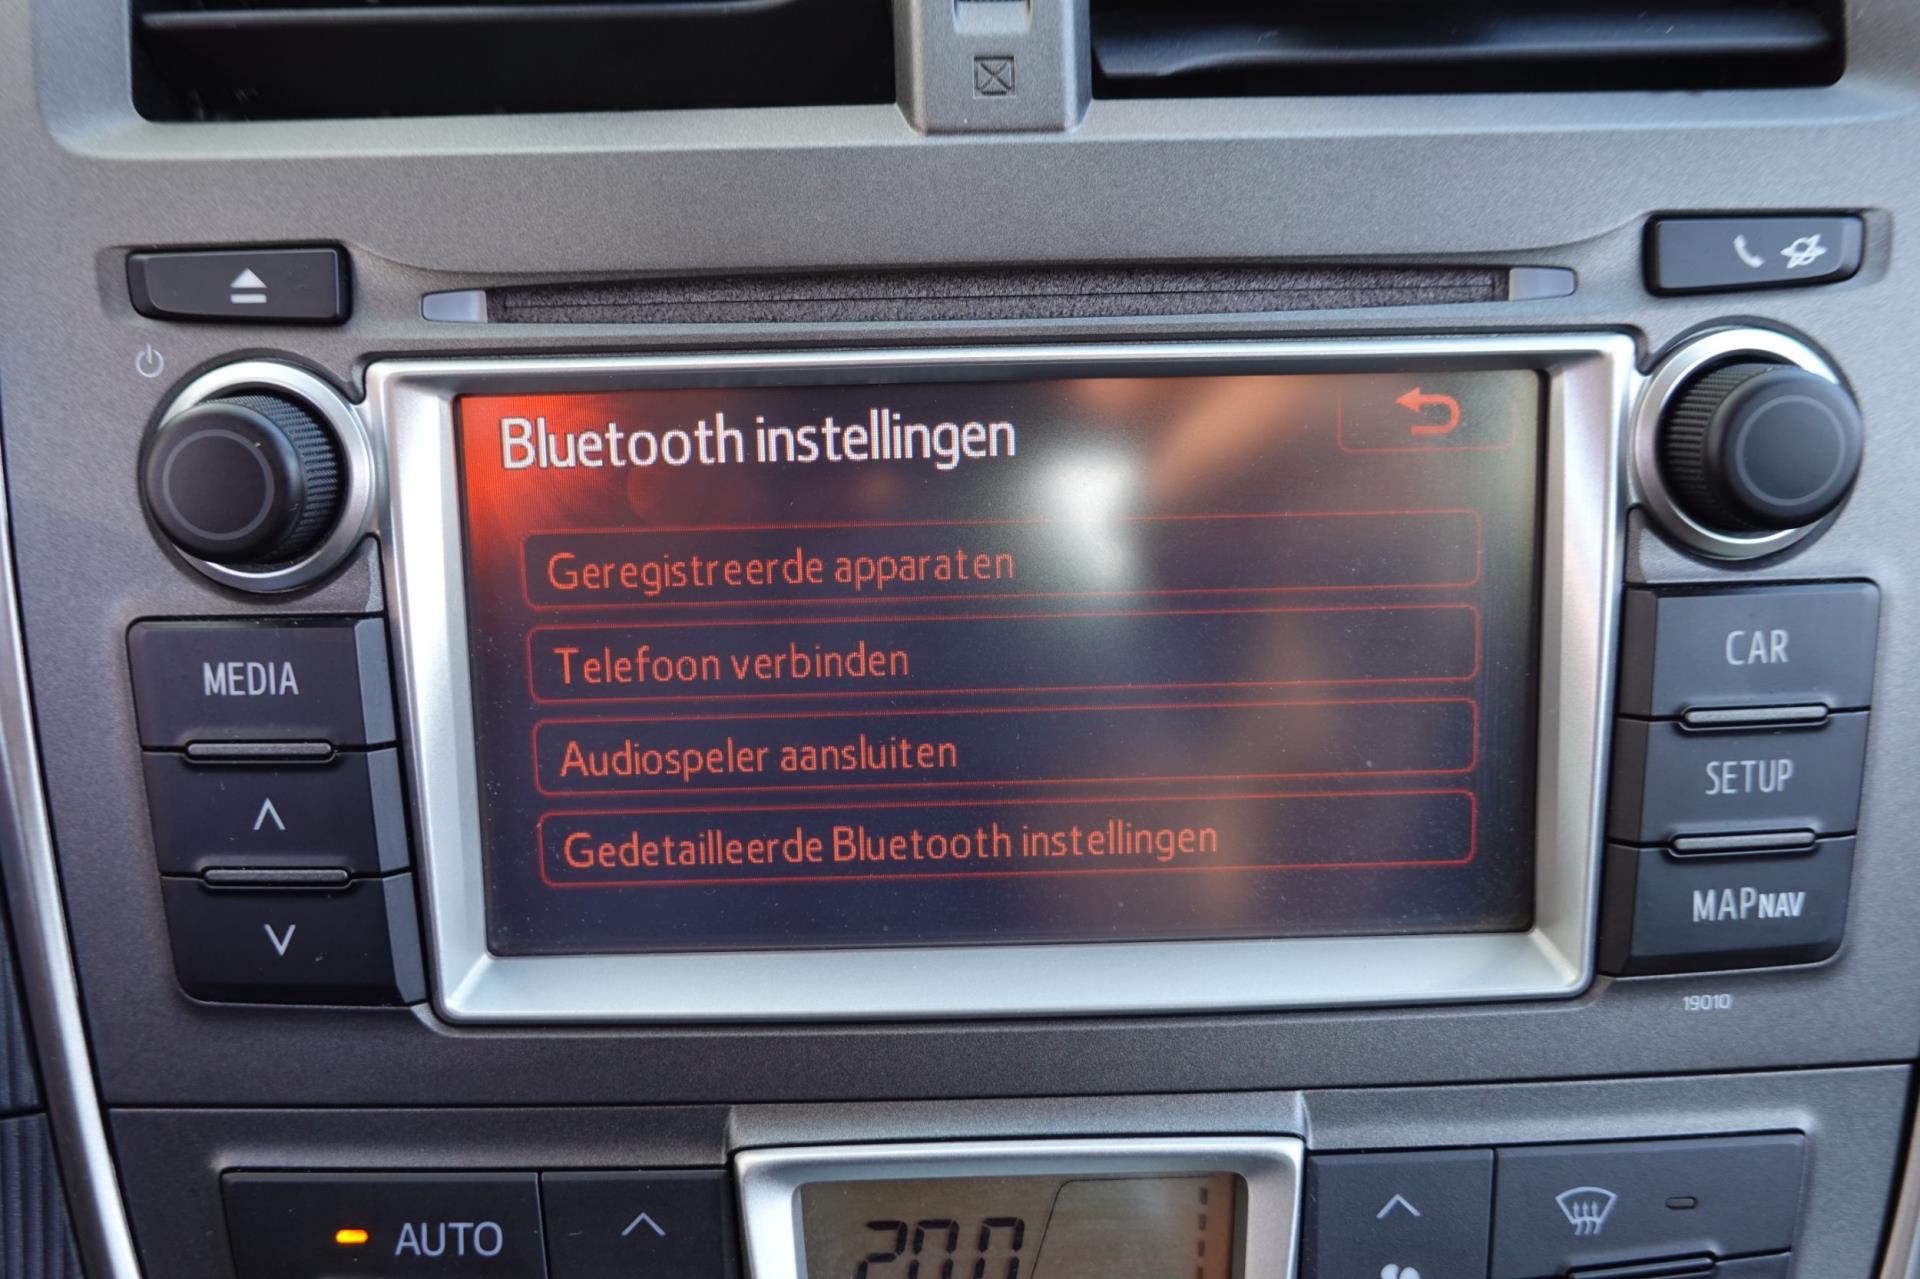 Bluetooth instellingen
Geregistreerde apparaten
Telefoon verbinden
Audiospeler aansluiten
Gedetailleerde Bluetooth instellingen
MEDIA
CAR
SETUP
MAPNAV
19010
AUTO
20.0